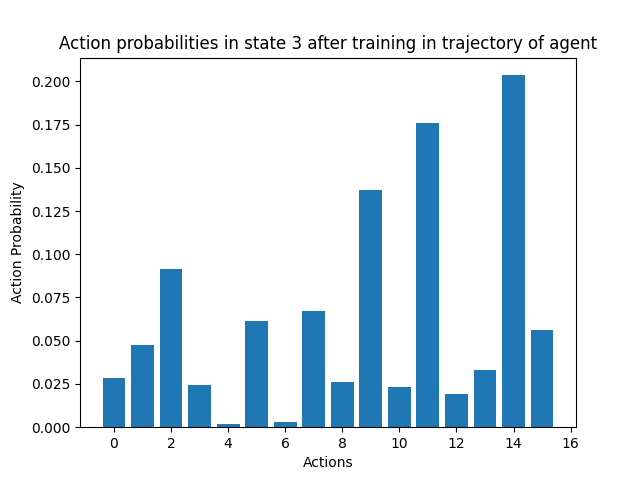 Action probabilities in state 3 after training in trajectory of agent
0.200
0.175
0.150
0.125
0.100
0.075
0.050
0.025
0.000
Action Probability
0 2 4 6 8 10 12 14 16
Actions